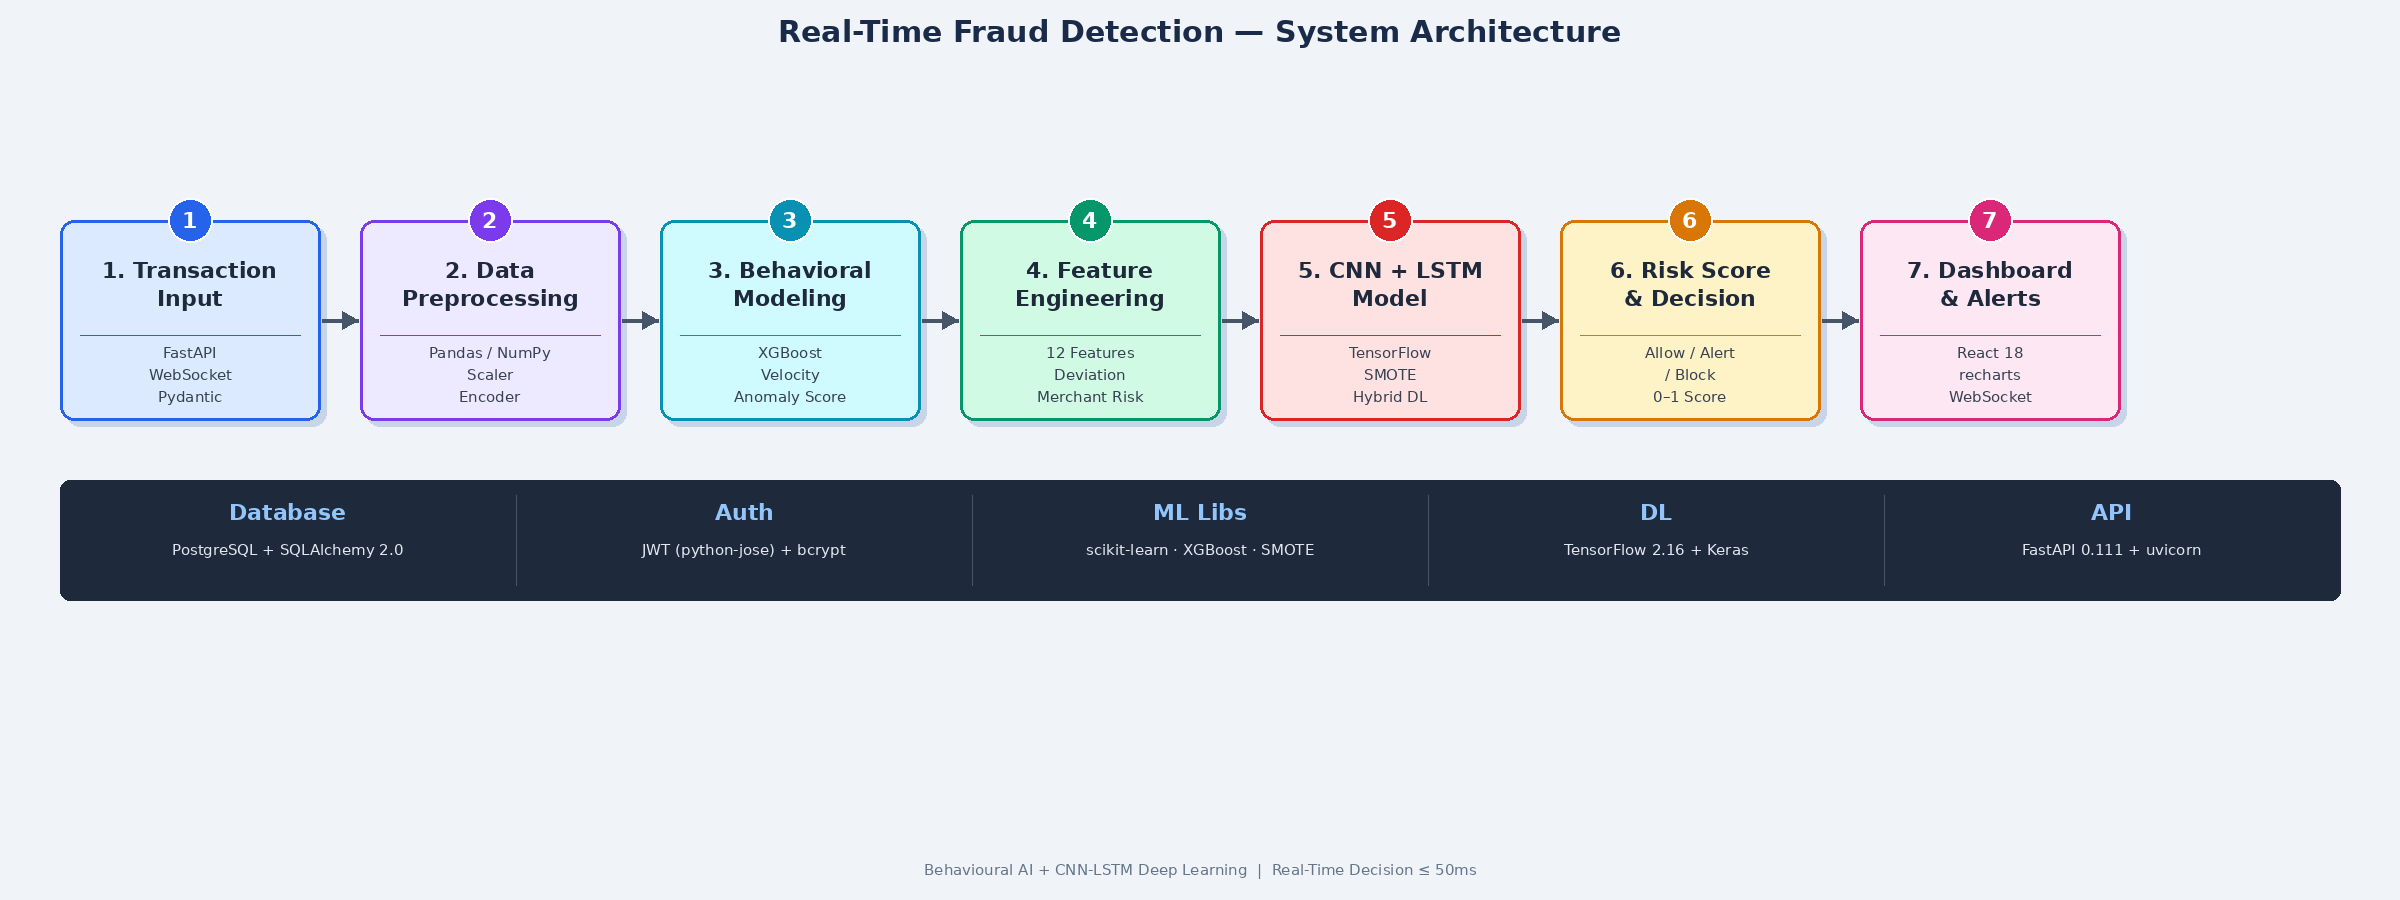 Real-Time Fraud Detection — System Architecture
1
1. Transaction
Input
FastAPI
WebSocket
Pydantic
2
2. Data
Preprocessing
Pandas / NumPy
Scaler
Encoder
3
3. Behavioral
Modeling
XGBoost
Velocity
Anomaly Score
4
4. Feature
Engineering
12 Features
Deviation
Merchant Risk
5
5. CNN + LSTM
Model
TensorFlow
SMOTE
Hybrid DL
6
6. Risk Score
& Decision
Allow / Alert
/ Block
0–1 Score
7
7. Dashboard
& Alerts
React 18
recharts
WebSocket
Database
PostgreSQL + SQLAlchemy 2.0
Auth
JWT (python-jose) + bcrypt
ML Libs
scikit-learn · XGBoost · SMOTE
DL
TensorFlow 2.16 + Keras
API
FastAPI 0.111 + uvicorn
Behavioural AI + CNN-LSTM Deep Learning | Real-Time Decision ≤ 50ms